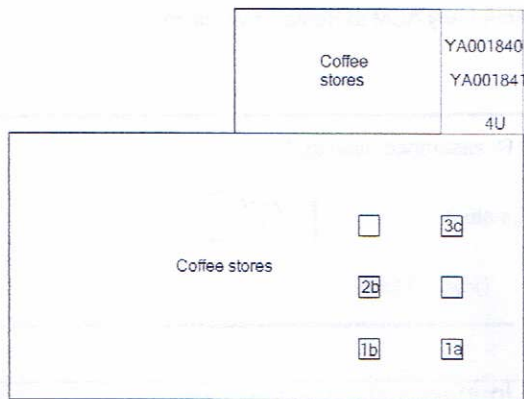 YA001840
Coffee
stores
YA001841
4U
3c
Coffee stores
2b
1b
1a